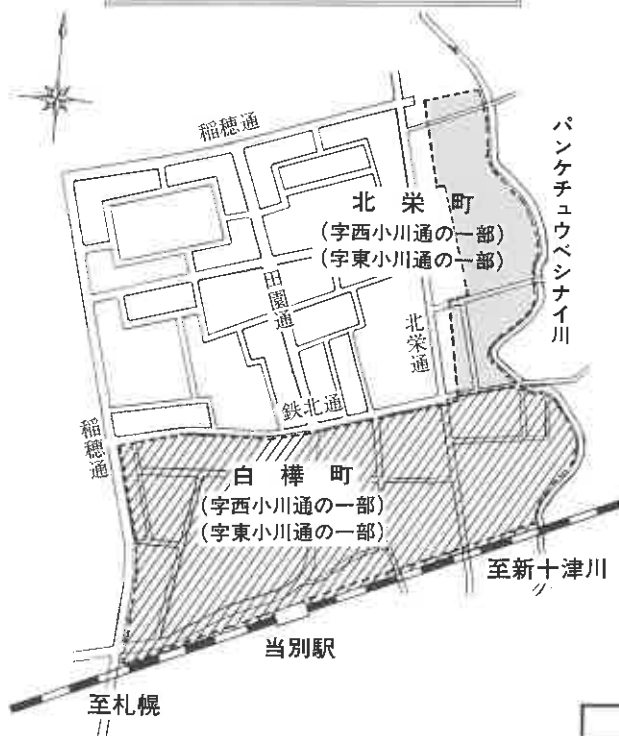 稲穂通
パンケチュウベシナイ川
北栄町
(字西小川通の一部)
(字東小川通の一部)
田園通
北栄通
鉄北通
稲穂通
白樺町
(字西小川通の一部)
(字東小川通の一部)
至新十津川
当別駅
至札幌